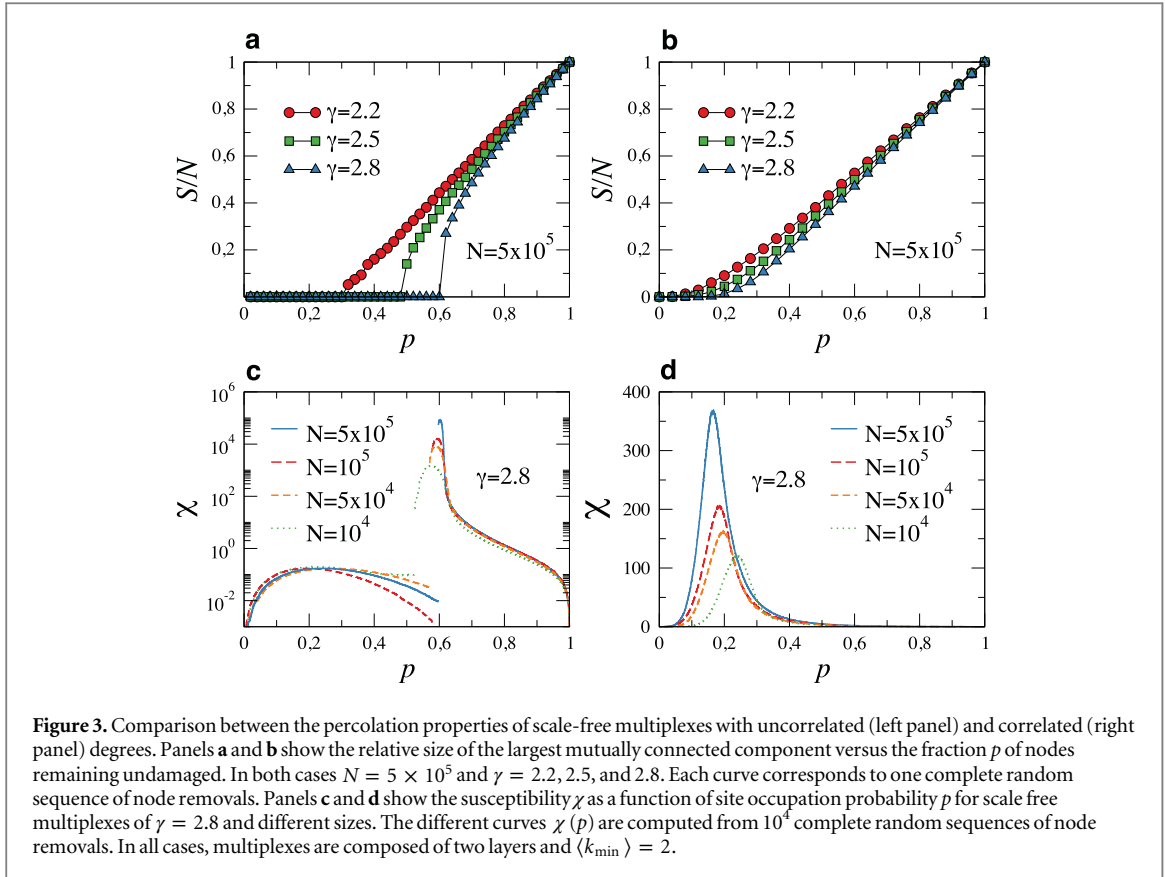 a
1
0,8
0,6
0,4
0,2
0
S/N
γ=2.2
γ=2.5
γ=2.8
N=5x10^5
0 0,2 0,4 0,6 0,8 1
p
b
1
0,8
0,6
0,4
0,2
0
S/N
γ=2.2
γ=2.5
γ=2.8
N=5x10^5
0 0,2 0,4 0,6 0,8 1
p
c
10^6
10^4
10^2
10^0
10^-2
χ
N=5x10^5
N=10^5
N=5x10^4
N=10^4
γ=2.8
0 0,2 0,4 0,6 0,8 1
p
d
400
300
200
100
0
χ
N=5x10^5
N=10^5
N=5x10^4
N=10^4
γ=2.8
0 0,2 0,4 0,6 0,8 1
p
Figure 3. Comparison between the percolation properties of scale-free multiplexes with uncorrelated (left panel) and correlated (right
panel) degrees. Panels a and b show the relative size of the largest mutually connected component versus the fraction p of nodes
remaining undamaged. In both cases N = 5 × 10^5 and γ = 2.2, 2.5, and 2.8. Each curve corresponds to one complete random
sequence of node removals. Panels c and d show the susceptibility χ as a function of site occupation probability p for scale free
multiplexes of γ = 2.8 and different sizes. The different curves χ(p) are computed from 10^4 complete random sequences of node
removals. In all cases, multiplexes are composed of two layers and ⟨k_min⟩ = 2.